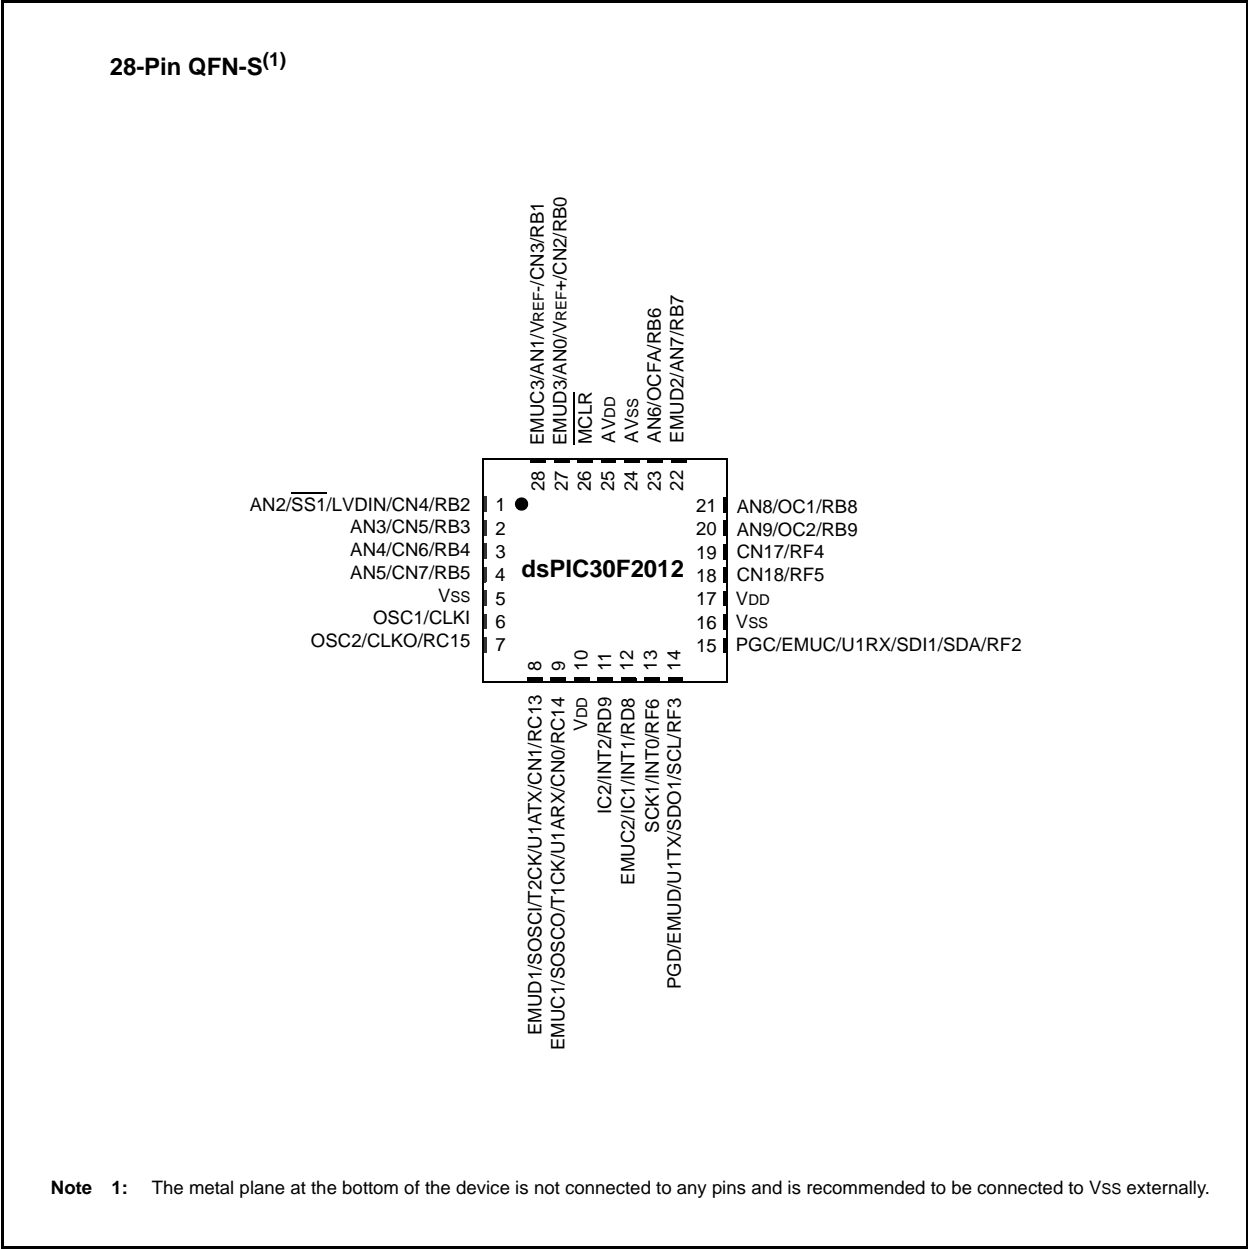 28-Pin QFN-S(1)
EMUC3/AN1/VREF-/CN3/RB1
EMUD3/AN0/VREF+/CN2/RB0
MCLR
AVDD
AVSS
AN6/OCFA/RB6
EMUD2/AN7/RB7
28 27 26 25 24 23 22
AN2/SS1/LVDIN/CN4/RB2 1
AN3/CN5/RB3 2
AN4/CN6/RB4 3
AN5/CN7/RB5 4
VSS 5
OSC1/CLKI 6
OSC2/CLKO/RC15 7
dsPIC30F2012
21 AN8/OC1/RB8
20 AN9/OC2/RB9
19 CN17/RF4
18 CN18/RF5
17 VDD
16 VSS
15 PGC/EMUC/U1RX/SDI1/SDA/RF2
8 9 10 11 12 13 14
EMUD1/SOSCI/T2CK/U1ATX/CN1/RC13
EMUC1/SOSCO/T1CK/U1ARX/CN0/RC14
VDD
IC2/INT2/RD9
EMUC2/IC1/INT1/RD8
SCK1/INT0/RF6
PGD/EMUD/U1TX/SDO1/SCL/RF3
Note 1: The metal plane at the bottom of the device is not connected to any pins and is recommended to be connected to VSS externally.